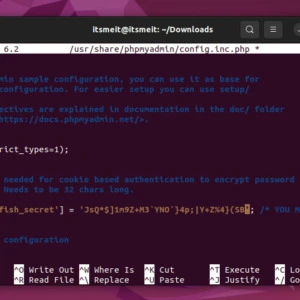 itsmeit@itsmeit: ~/Downloads
6.2 /usr/share/phpmyadmin/config.inc.php *
min sample configuration, you can use it as base for
configuration. For easier setup you can use setup/
ectives are explained in documentation in the doc/ folder
https://docs.phpmyadmin.net/>.
rict_types=1);
needed for cookie based authentication to encrypt password
Needs to be 32 chars long.
fish_secret'] = 'JsQ*$]1m9Z+M3`YNO`}4p;|Y+Z%4}(SB'; /* YOU M
configuration
^O Write Out ^W Where Is ^K Cut ^T Execute ^C Lo
^R Read File ^\ Replace ^U Paste ^J Justify ^/ Go